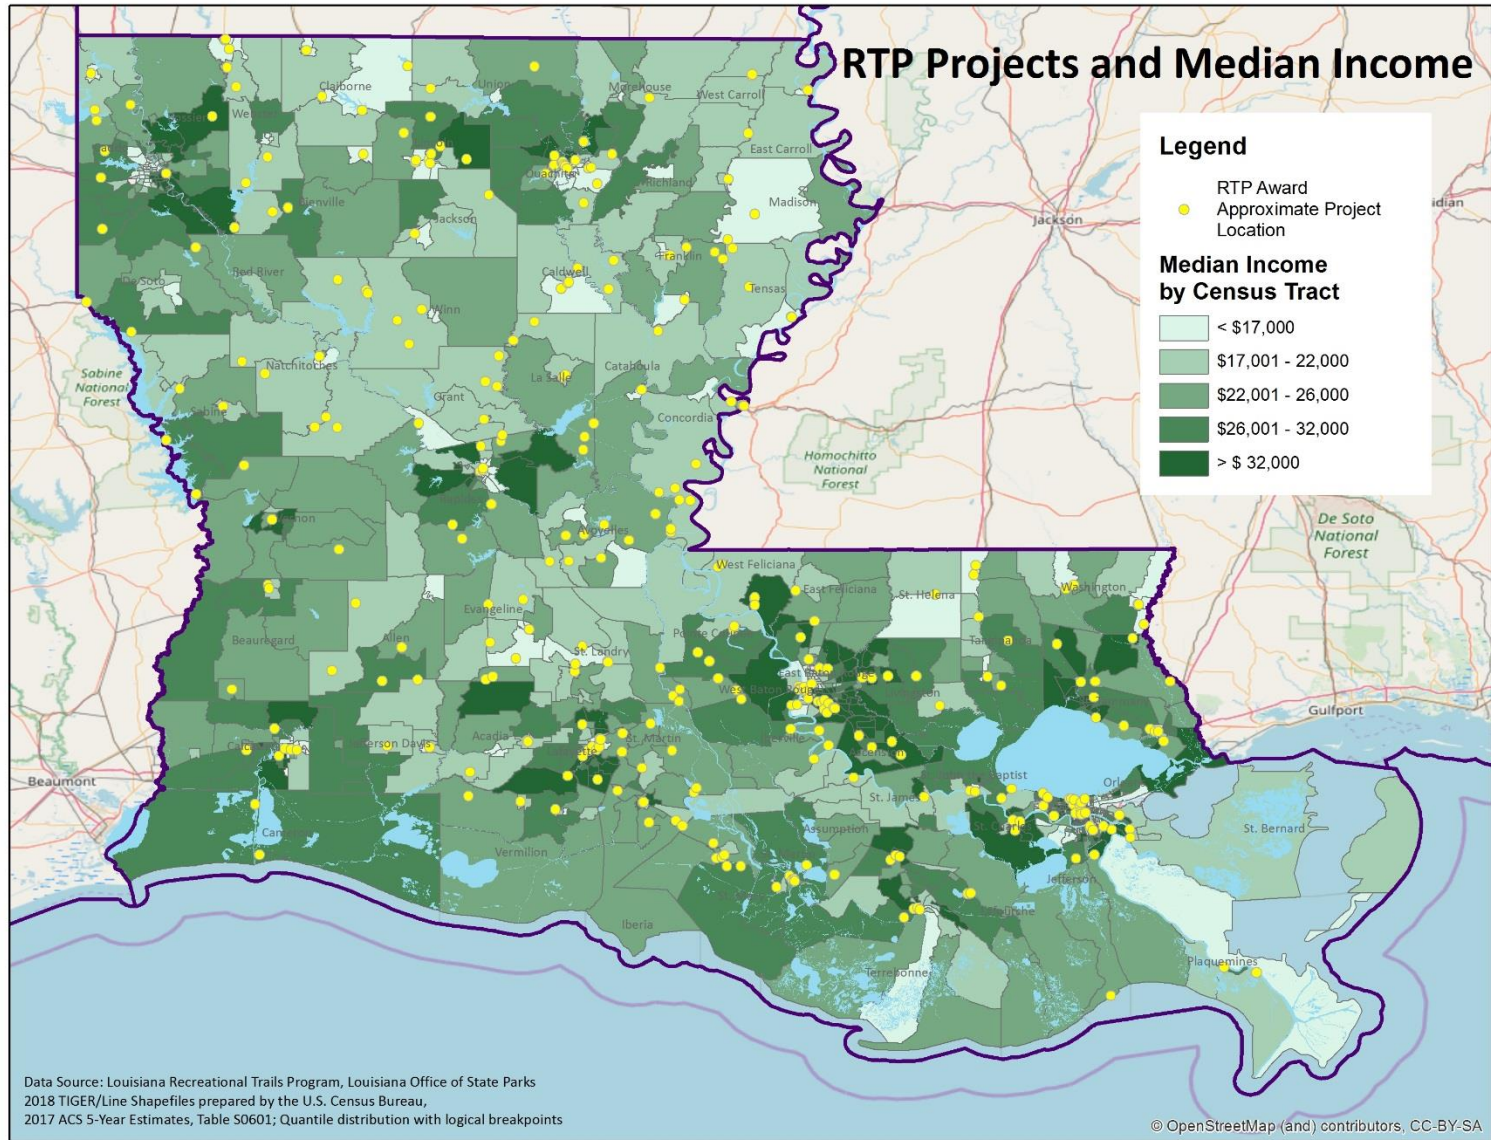 RTP Projects and Median Income
Legend
RTP Award
Approximate Project
Location
Median Income
by Census Tract
< $17,000
$17,001 - 22,000
$22,001 - 26,000
$26,001 - 32,000
> $ 32,000
Claiborne
Union
Morehouse
West Carroll
East Carroll
Ouachita
Richland
Madison
Bienville
Jackson
Jackson
Franklin
Caldwell
Tensas
De Soto
Red River
Winn
Sabine
National
Forest
Natchitoches
La Salle
Catahoula
Grant
Sabine
Concordia
Homochitto
National
Forest
De Soto
National
Forest
Avoyelles
West Feliciana
East Feliciana
St. Helena
Washington
Evangeline
Beauregard
Allen
St. Landry
West Baton Rouge
Gulfport
Beaumont
Jefferson Davis
Acadia
St. Martin
St. James
Assumption
St. Bernard
Vermilion
Jefferson
Iberia
Terrebonne
Plaquemines
Data Source: Louisiana Recreational Trails Program, Louisiana Office of State Parks
2018 TIGER/Line Shapefiles prepared by the U.S. Census Bureau,
2017 ACS 5-Year Estimates, Table S0601; Quantile distribution with logical breakpoints
© OpenStreetMap (and) contributors, CC-BY-SA